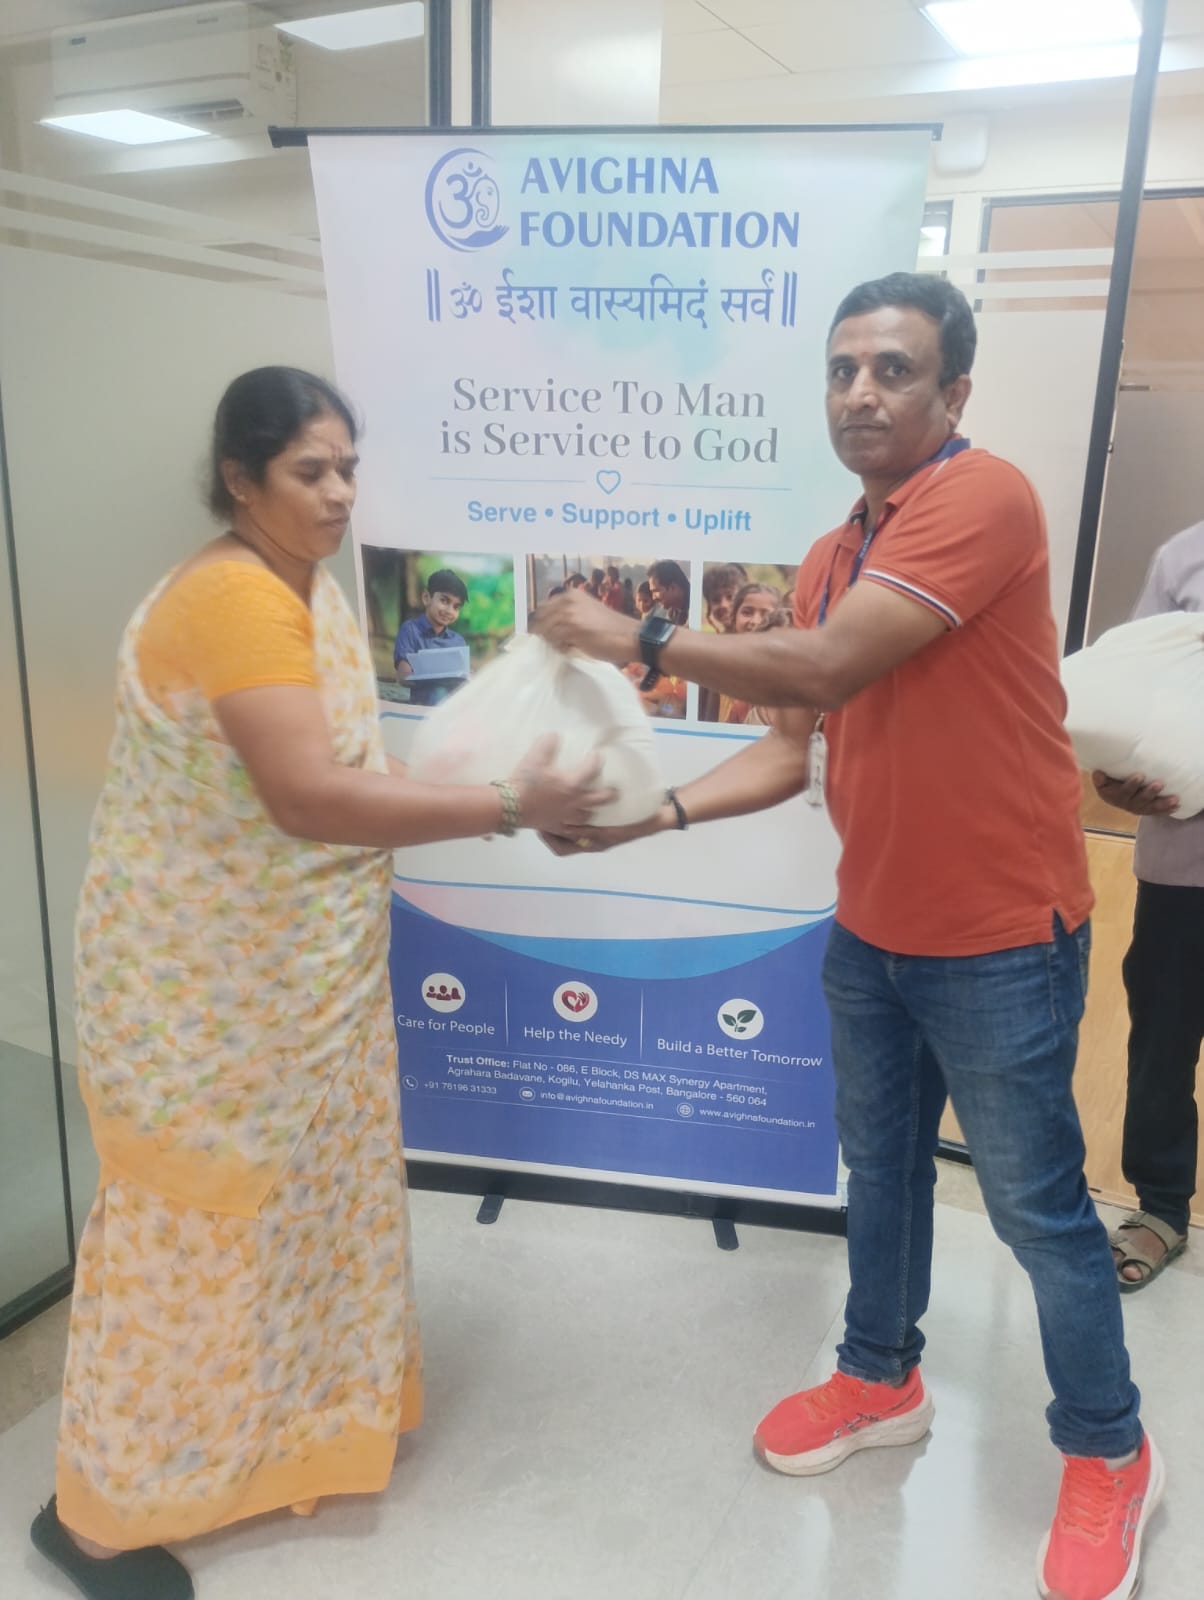 ॐ
AVIGHNA
FOUNDATION
॥ ॐ ईशा वास्यमिदं सर्वं ॥
Service To Man
is Service to God
Serve • Support • Uplift
Care for People
Help the Needy
Build a Better Tomorrow
Trust Office: Flat No - 086, E Block, DS MAX Synergy Apartment,
Agrahara Badavane, Kogilu, Yelahanka Post, Bangalore - 560 064
+91 76196 31333
info@avighnafoundation.in
www.avighnafoundation.in